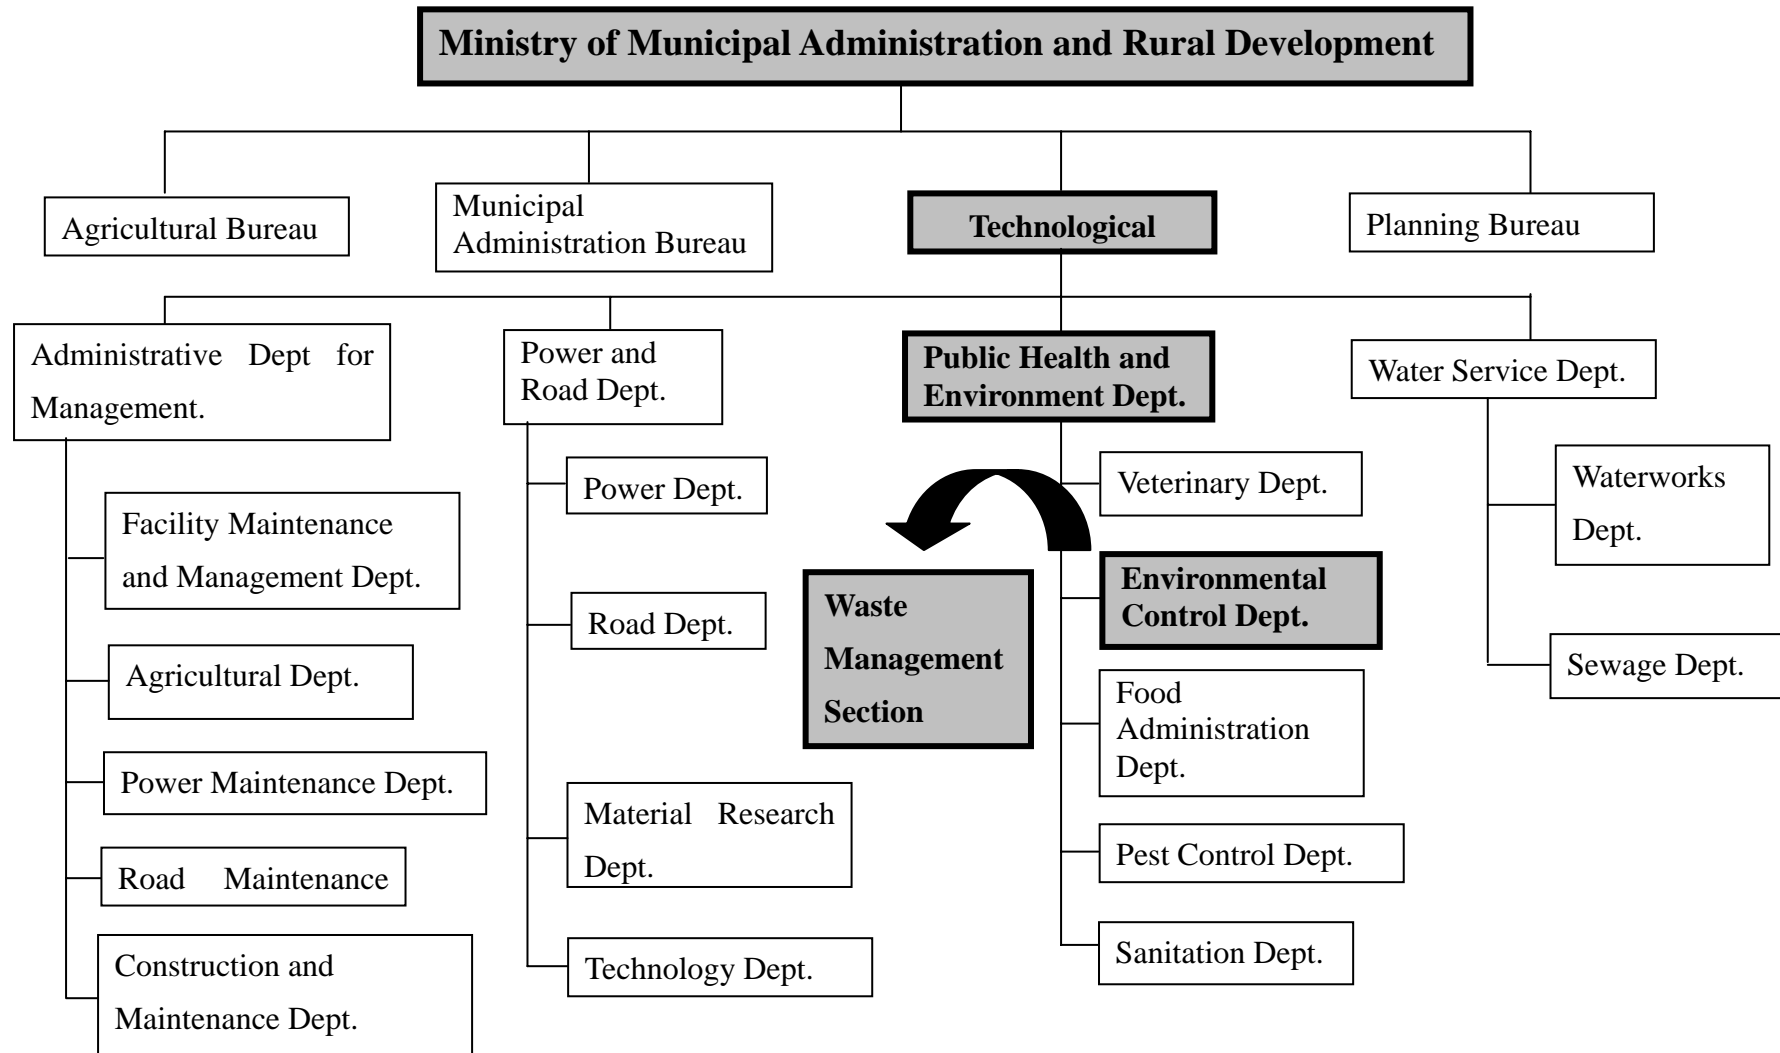 Ministry of Municipal Administration and Rural Development
Agricultural Bureau
Municipal
Administration Bureau
Technological
Planning Bureau
Administrative Dept for
Management.
Power and
Road Dept.
Public Health and
Environment Dept.
Water Service Dept.
Facility Maintenance
and Management Dept.
Agricultural Dept.
Power Maintenance Dept.
Road Maintenance
Construction and
Maintenance Dept.
Power Dept.
Road Dept.
Material Research
Dept.
Technology Dept.
Waste
Management
Section
Veterinary Dept.
Environmental
Control Dept.
Food
Administration
Dept.
Pest Control Dept.
Sanitation Dept.
Waterworks
Dept.
Sewage Dept.